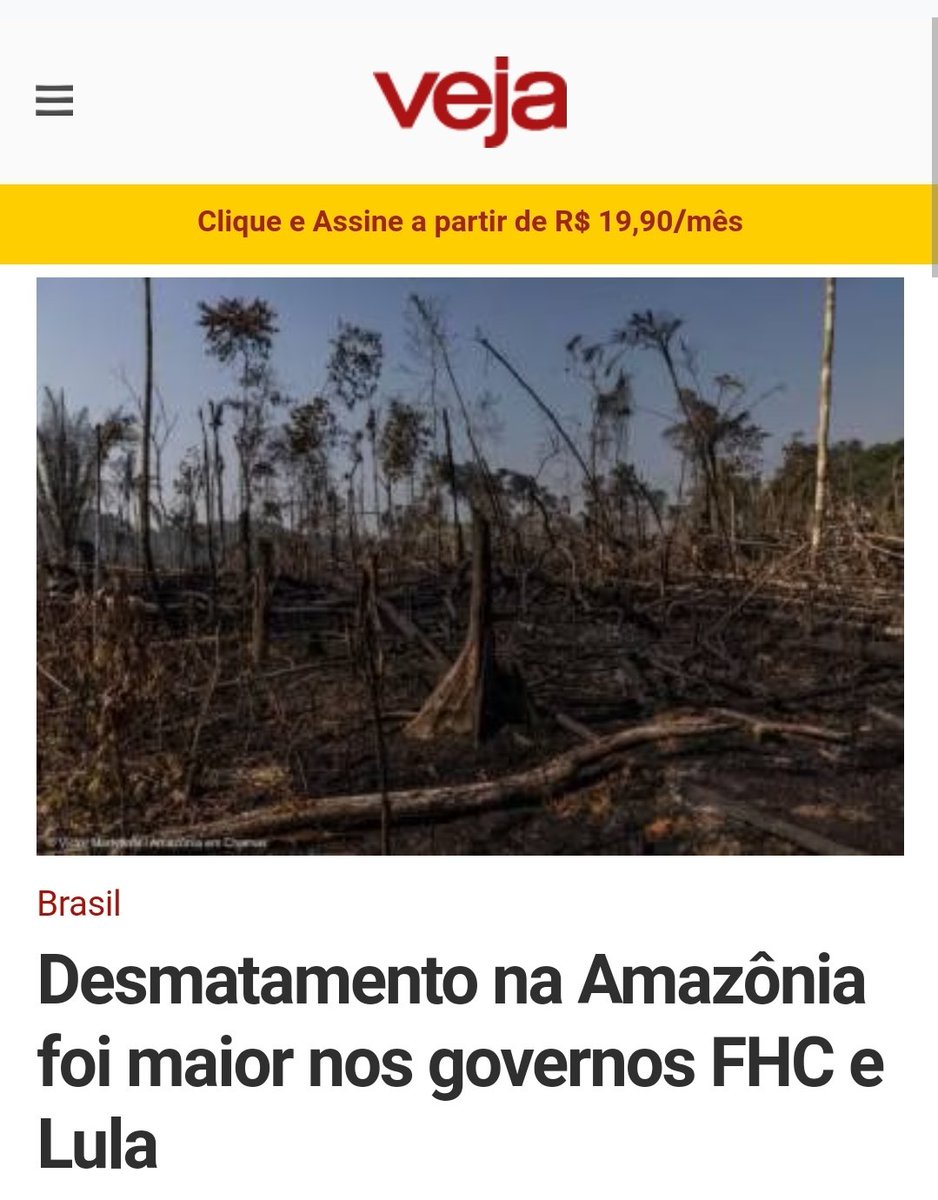 veja
Clique e Assine a partir de R$ 19,90/mês
Amazônia em Chamas
Brasil
Desmatamento na Amazônia
foi maior nos governos FHC e
Lula